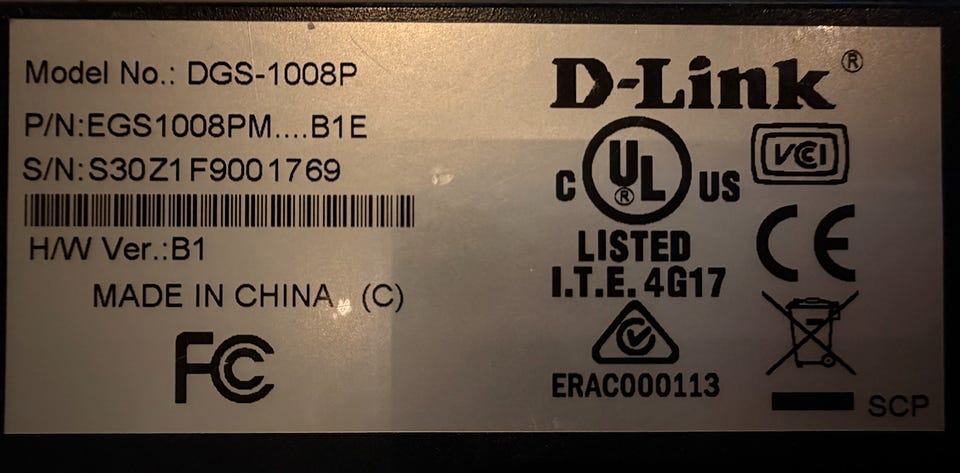 Model No.: DGS-1008P
P/N:EGS1008PM....B1E
S/N:S30Z1F9001769
H/W Ver.:B1
MADE IN CHINA (C)
FC
D-Link®
C UL® US
LISTED
I.T.E. 4G17
ERAC000113
VCI
CE
SCP